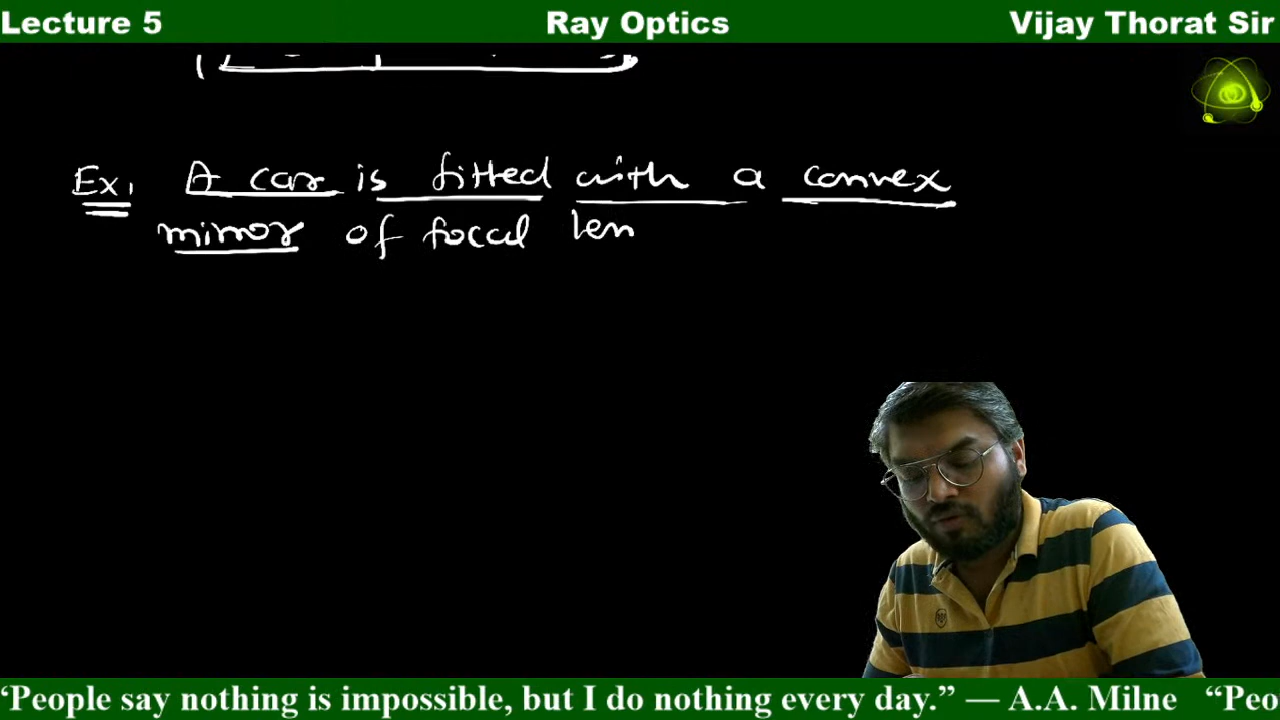 Lecture 5 Ray Optics Vijay Thorat Sir
Ex. A car is fitted with a convex
mirror of focal len
“People say nothing is impossible, but I do nothing every day.” — A.A. Milne “Peo